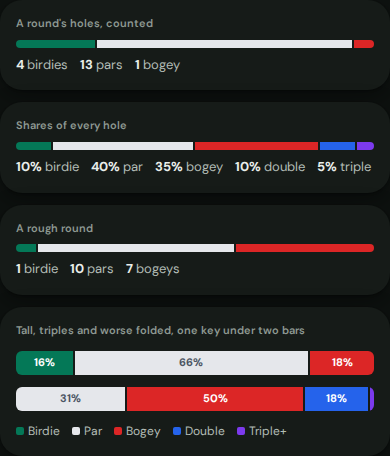 A round's holes, counted
4 birdies 13 pars 1 bogey
Shares of every hole
10% birdie 40% par 35% bogey 10% double 5% triple
A rough round
1 birdie 10 pars 7 bogeys
Tall, triples and worse folded, one key under two bars
16% 66% 18%
31% 50% 18%
Birdie Par Bogey Double Triple+